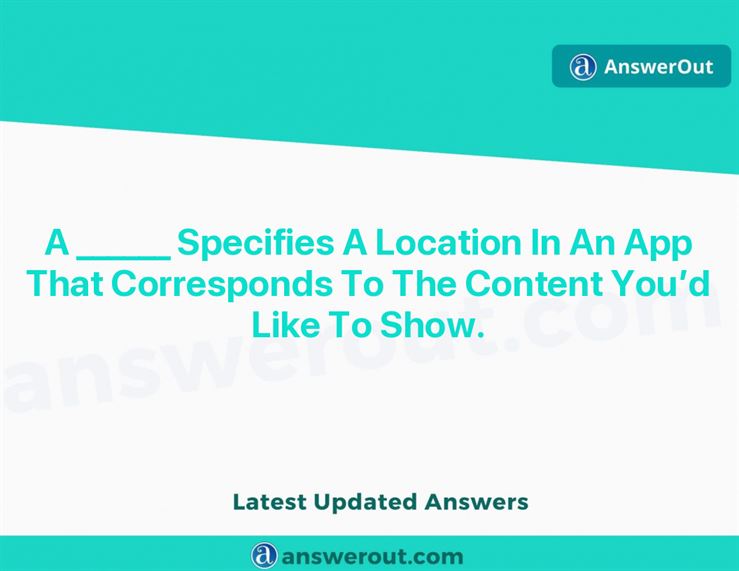 AnswerOut
A ______ Specifies A Location In An App
That Corresponds To The Content You’d
Like To Show.
answerout.com
Latest Updated Answers
answerout.com